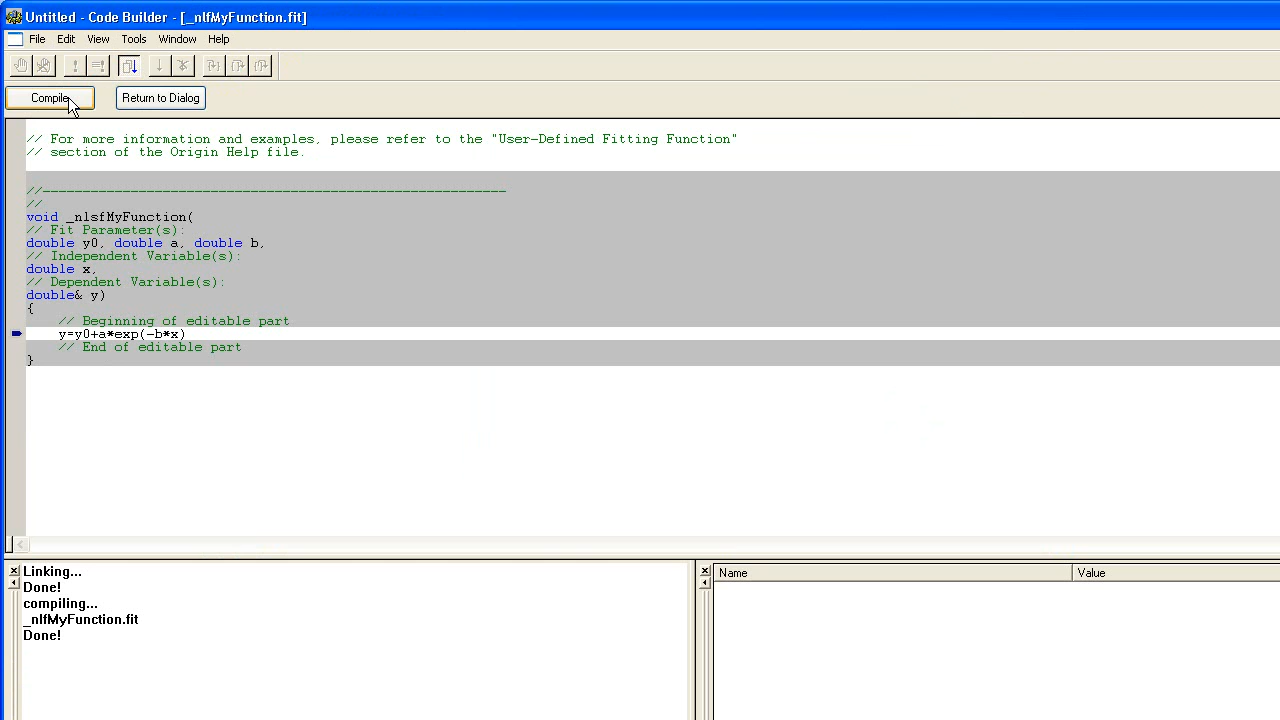 Untitled - Code Builder - [_nlfMyFunction.fit]
File Edit View Tools Window Help
Compile Return to Dialog
// For more information and examples, please refer to the "User-Defined Fitting Function"
// section of the Origin Help file.
//----------------------------------------------------------
//
void _nlsfMyFunction(
// Fit Parameter(s):
double y0, double a, double b,
// Independent Variable(s):
double x,
// Dependent Variable(s):
double& y)
{
// Beginning of editable part
y=y0+a*exp(-b*x)
// End of editable part
}
Linking...
Done!
compiling...
_nlfMyFunction.fit
Done!
Name Value